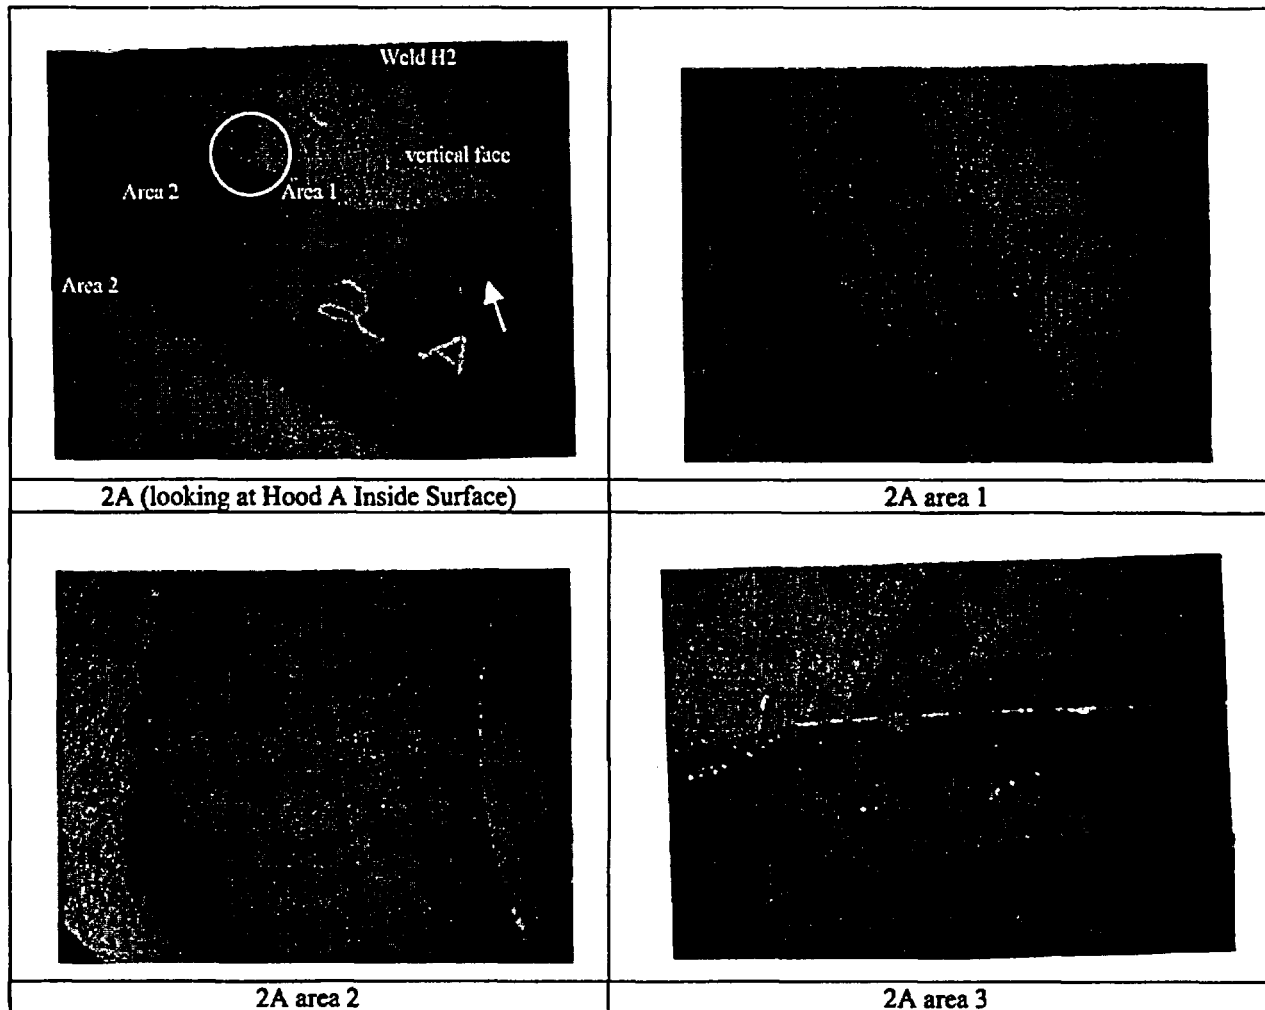 Weld H2
vertical face
Area 2
Area 1
Area 2
2A (looking at Hood A Inside Surface)
2A area 1
2A area 2
2A area 3